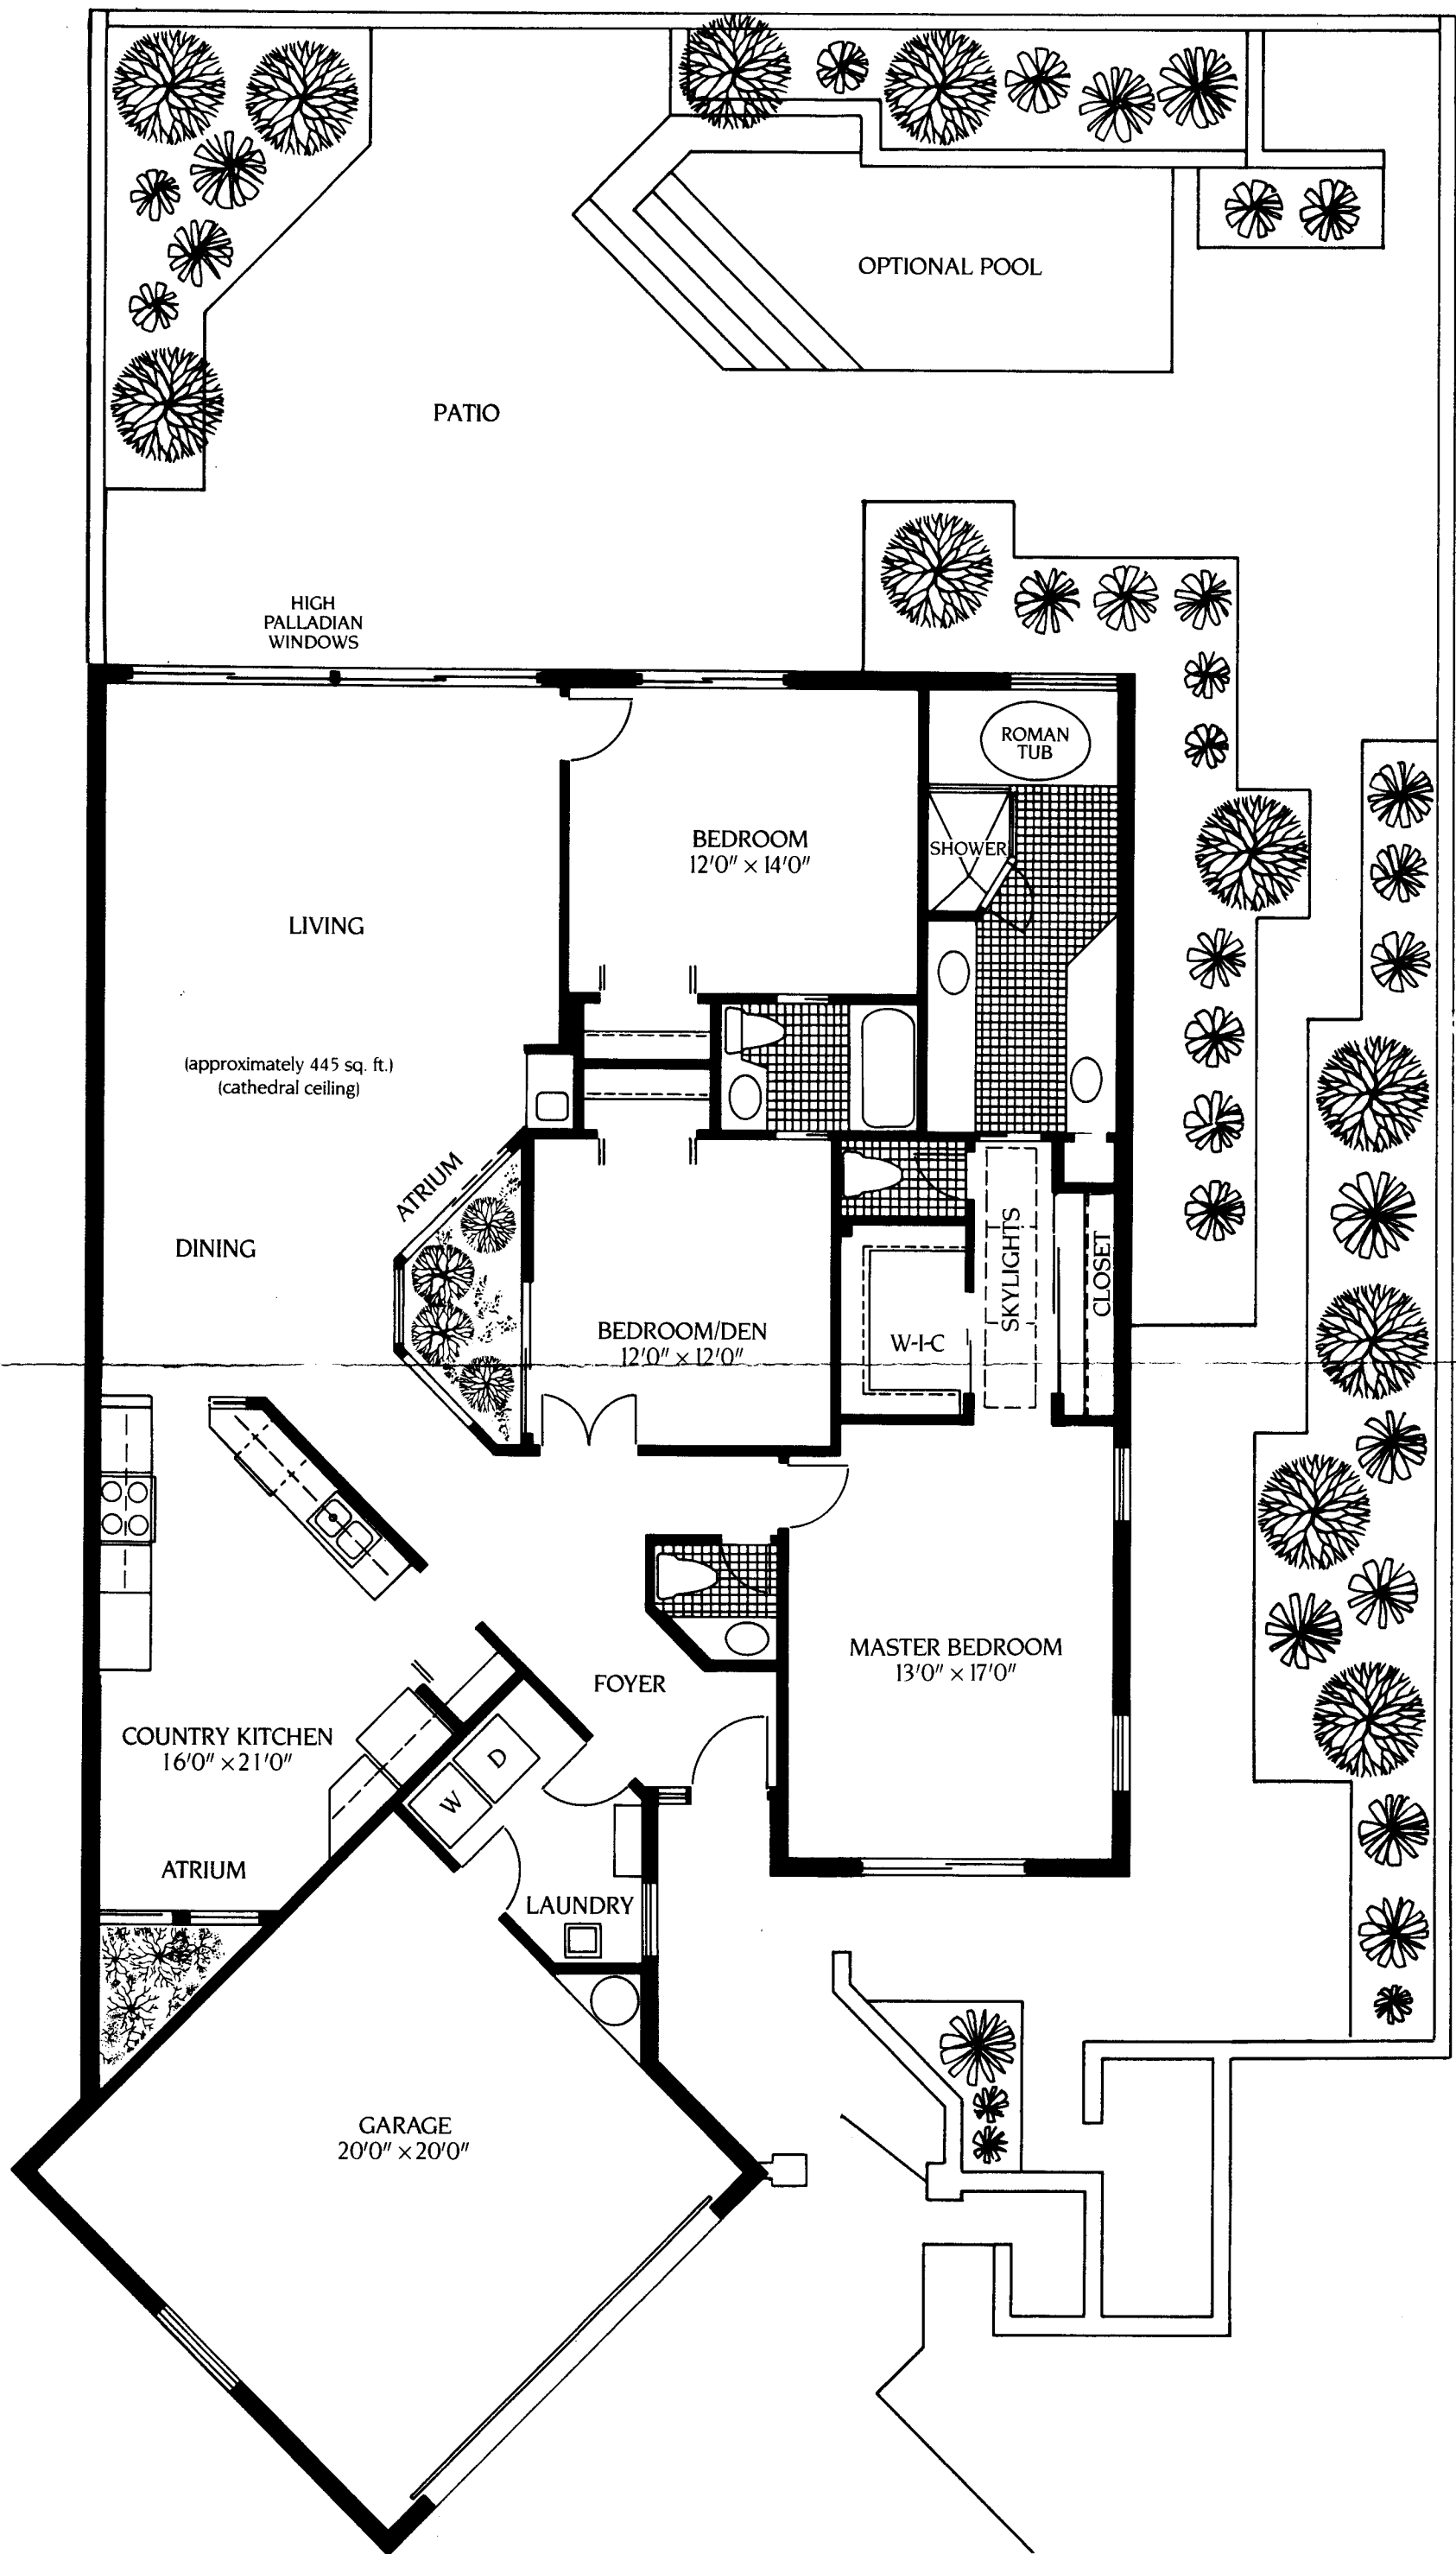 OPTIONAL POOL
PATIO
HIGH
PALLADIAN
WINDOWS
ROMAN
TUB
BEDROOM
12'0" × 14'0"
SHOWER
LIVING
(approximately 445 sq. ft.)
(cathedral ceiling)
ATRIUM
DINING
SKYLIGHTS
CLOSET
BEDROOM/DEN
12'0" × 12'0"
W-I-C
MASTER BEDROOM
13'0" × 17'0"
FOYER
COUNTRY KITCHEN
16'0" × 21'0"
D
W
ATRIUM
LAUNDRY
GARAGE
20'0" × 20'0"